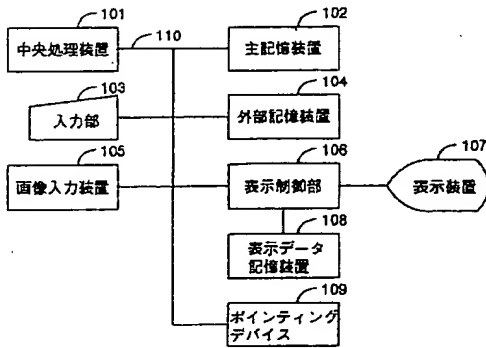 101
110
102
中央処理装置
主記憶装置
103
104
入力部
外部記憶装置
105
106
107
画像入力装置
表示制御部
表示装置
108
表示データ
記憶装置
109
ポインティング
デバイス